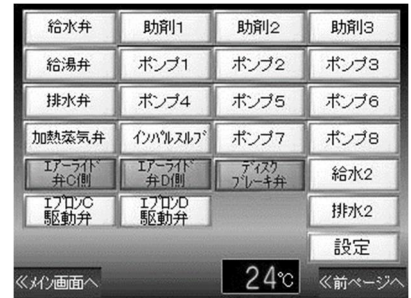 給水弁 助剤1 助剤2 助剤3
給湯弁 ポンプ1 ポンプ2 ポンプ3
排水弁 ポンプ4 ポンプ5 ポンプ6
加熱蒸気弁 インパルスルブ ポンプ7 ポンプ8
エアーライド
弁C側
エアーライド
弁D側
ディスク
ブレーキ弁
給水2
エプロンC
駆動弁
エプロンD
駆動弁
排水2
設定
≪メイン画面へ 24℃ ≪前ページへ